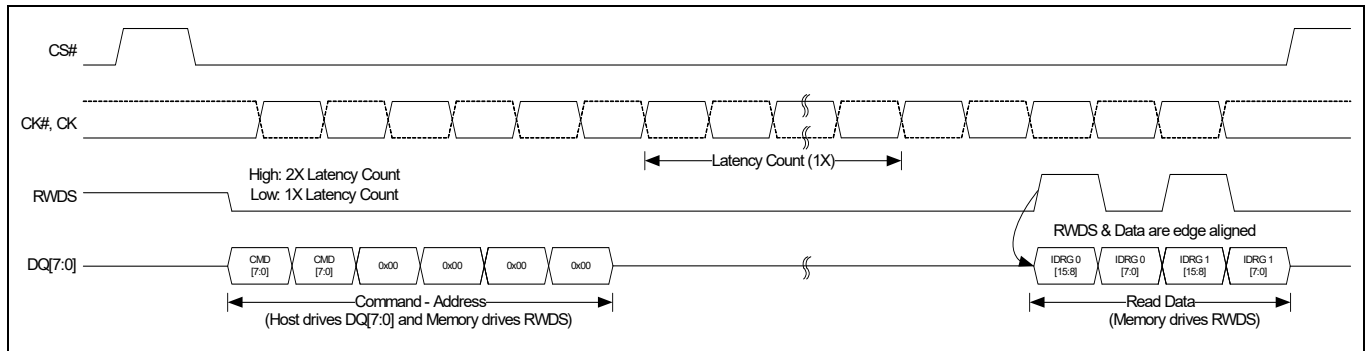 CS#
CK#, CK
Latency Count (1X)
High: 2X Latency Count
Low: 1X Latency Count
RWDS
RWDS & Data are edge aligned
DQ[7:0]
CMD
[7:0]
CMD
[7:0]
0x00
0x00
0x00
0x00
IDRG 0
[15:8]
IDRG 0
[7:0]
IDRG 1
[15:8]
IDRG 1
[7:0]
Command - Address
(Host drives DQ[7:0] and Memory drives RWDS)
Read Data
(Memory drives RWDS)